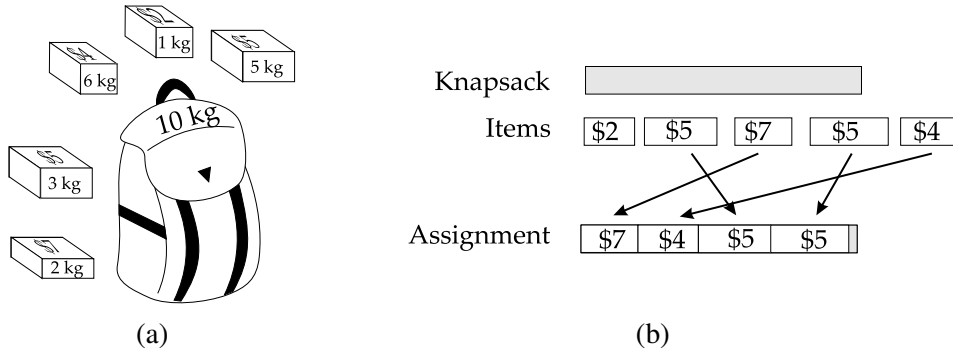 1 kg
5 kg
6 kg
10 kg
3 kg
2 kg
(a)
Knapsack
Items $2 $5 $7 $5 $4
Assignment $7 $4 $5 $5
(b)